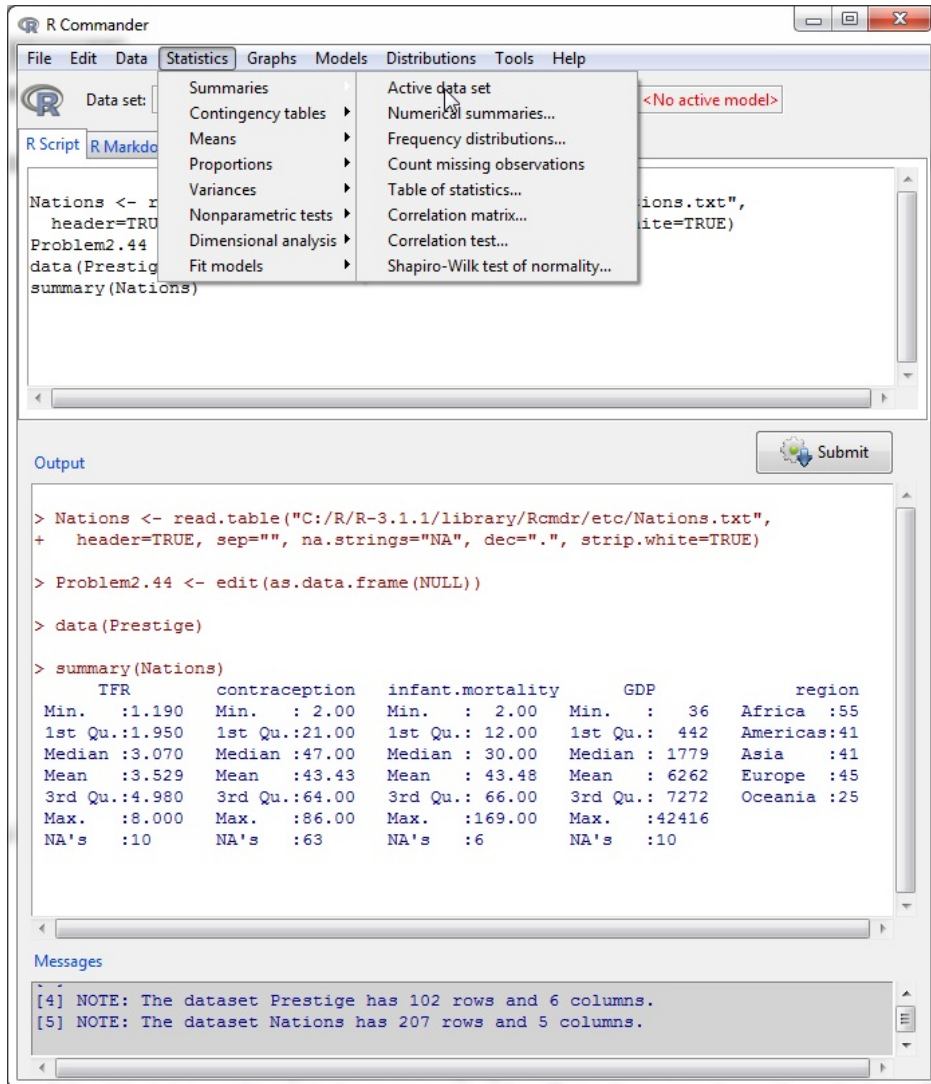 R Commander
File Edit Data Statistics Graphs Models Distributions Tools Help
Data set:
<No active model>
Summaries
Contingency tables
Means
Proportions
Variances
Nonparametric tests
Dimensional analysis
Fit models
Active data set
Numerical summaries...
Frequency distributions...
Count missing observations
Table of statistics...
Correlation matrix...
Correlation test...
Shapiro-Wilk test of normality...
R Script R Markdo
Nations <- r ions.txt",
header=TRU ite=TRUE)
Problem2.44
data(Prestig
summary(Nations)
Submit
Output
> Nations <- read.table("C:/R/R-3.1.1/library/Rcmdr/etc/Nations.txt",
+ header=TRUE, sep="", na.strings="NA", dec=".", strip.white=TRUE)
> Problem2.44 <- edit(as.data.frame(NULL))
> data(Prestige)
> summary(Nations)
TFR contraception infant.mortality GDP region
Min. :1.190 Min. : 2.00 Min. : 2.00 Min. : 36 Africa :55
1st Qu.:1.950 1st Qu.:21.00 1st Qu.: 12.00 1st Qu.: 442 Americas:41
Median :3.070 Median :47.00 Median : 30.00 Median : 1779 Asia :41
Mean :3.529 Mean :43.43 Mean : 43.48 Mean : 6262 Europe :45
3rd Qu.:4.980 3rd Qu.:64.00 3rd Qu.: 66.00 3rd Qu.: 7272 Oceania :25
Max. :8.000 Max. :86.00 Max. :169.00 Max. :42416
NA's :10 NA's :63 NA's :6 NA's :10
Messages
[4] NOTE: The dataset Prestige has 102 rows and 6 columns.
[5] NOTE: The dataset Nations has 207 rows and 5 columns.